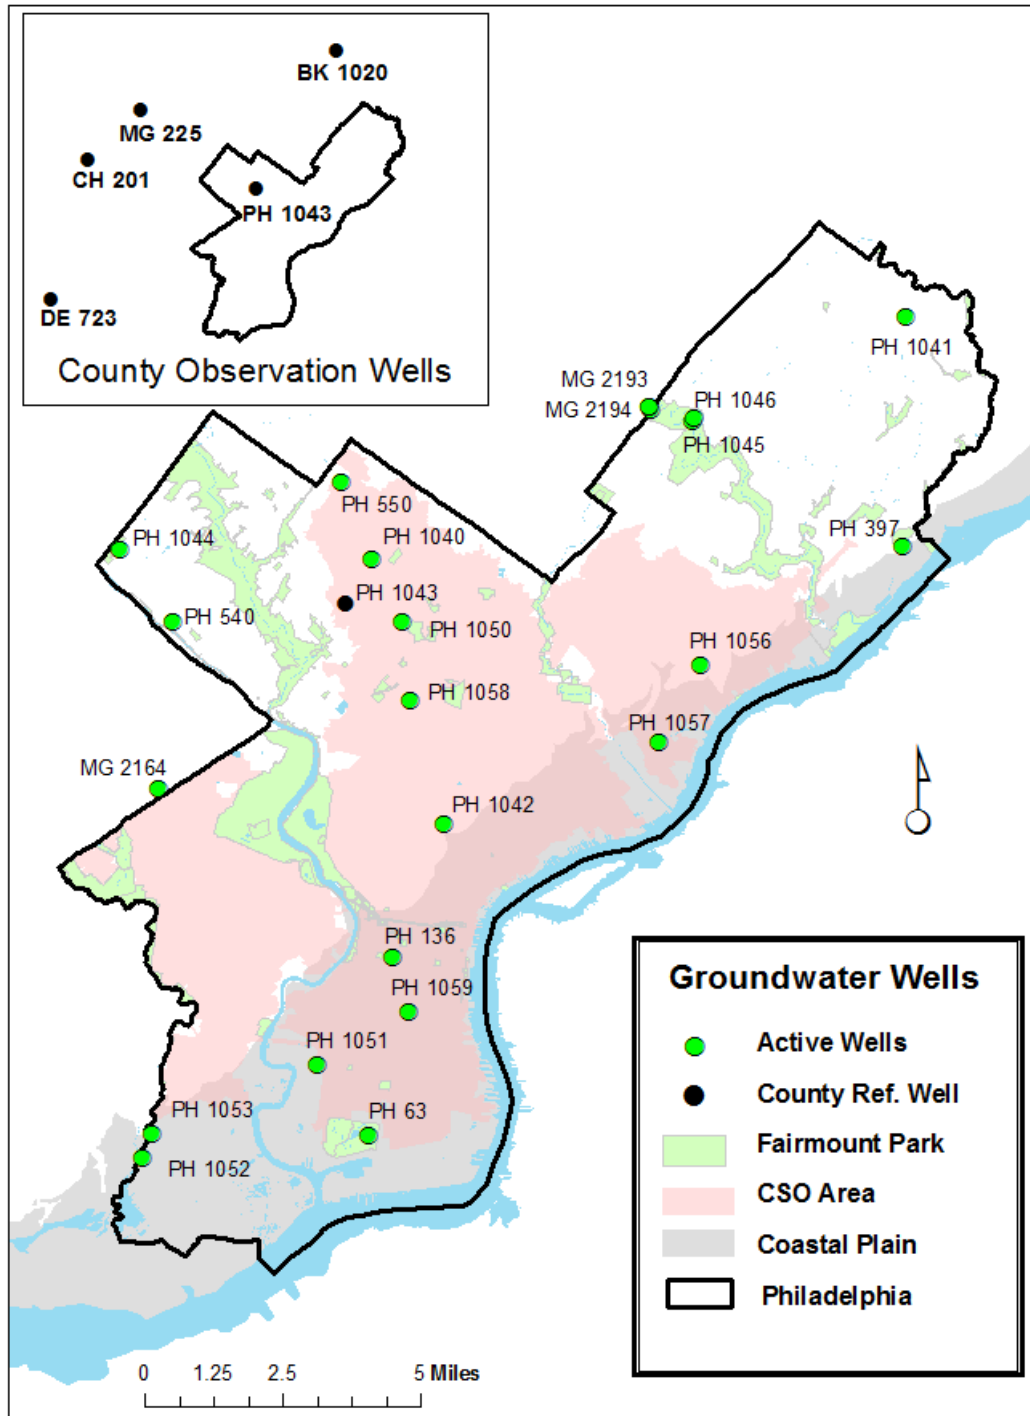 BK 1020
MG 225
CH 201
PH 1043
DE 723
County Observation Wells
PH 1041
MG 2193
MG 2194
PH 1046
PH 1045
PH 550
PH 397
PH 1044
PH 1040
PH 1043
PH 540
PH 1050
PH 1056
PH 1058
PH 1057
MG 2164
PH 1042
PH 136
PH 1059
PH 1051
PH 1053
PH 63
PH 1052
Groundwater Wells
Active Wells
County Ref. Well
Fairmount Park
CSO Area
Coastal Plain
Philadelphia
0 1.25 2.5 5 Miles